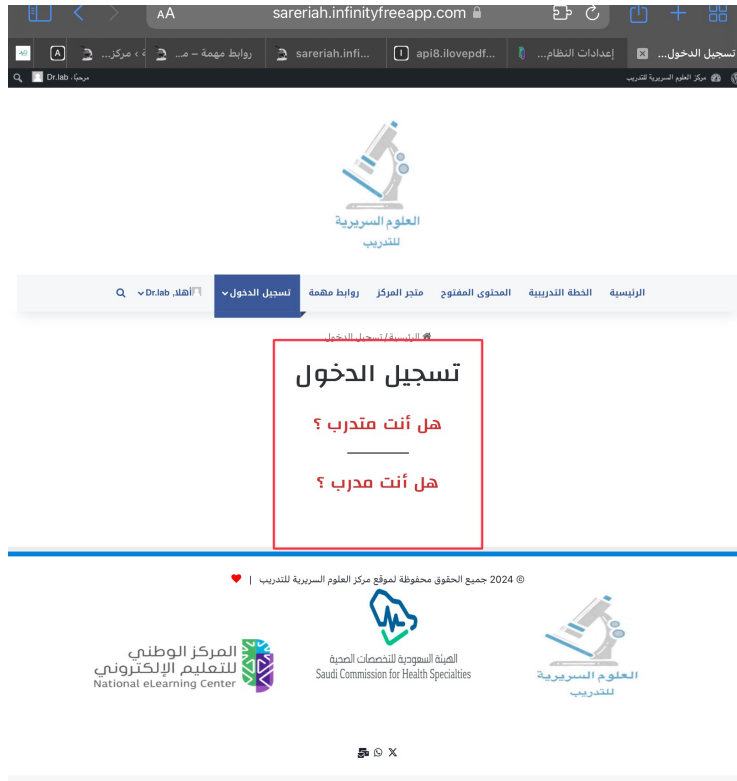 AA
sareriah.infinityfreeapp.com
تسجيل الدخول...
إعدادات النظام...
api8.ilovepdf...
sareriah.infi...
روابط مهمة – مـ...
ة › مركز...
A
مركز العلوم السريرية للتدريب
مرحبًا، Dr.lab
العلوم السريرية
للتدريب
الرئيسية الخطة التدريبية المحتوى المفتوح متجر المركز روابط مهمة تسجيل الدخول أهلا, Dr.lab
الرئيسية/تسجيل الدخول
تسجيل الدخول
هل أنت متدرب ؟
هل أنت مدرب ؟
© 2024 جميع الحقوق محفوظة لموقع مركز العلوم السريرية للتدريب |
العلوم السريرية
للتدريب
الهيئة السعودية للتخصصات الصحية
Saudi Commission for Health Specialties
المركز الوطني
للتعليم الإلكتروني
National eLearning Center